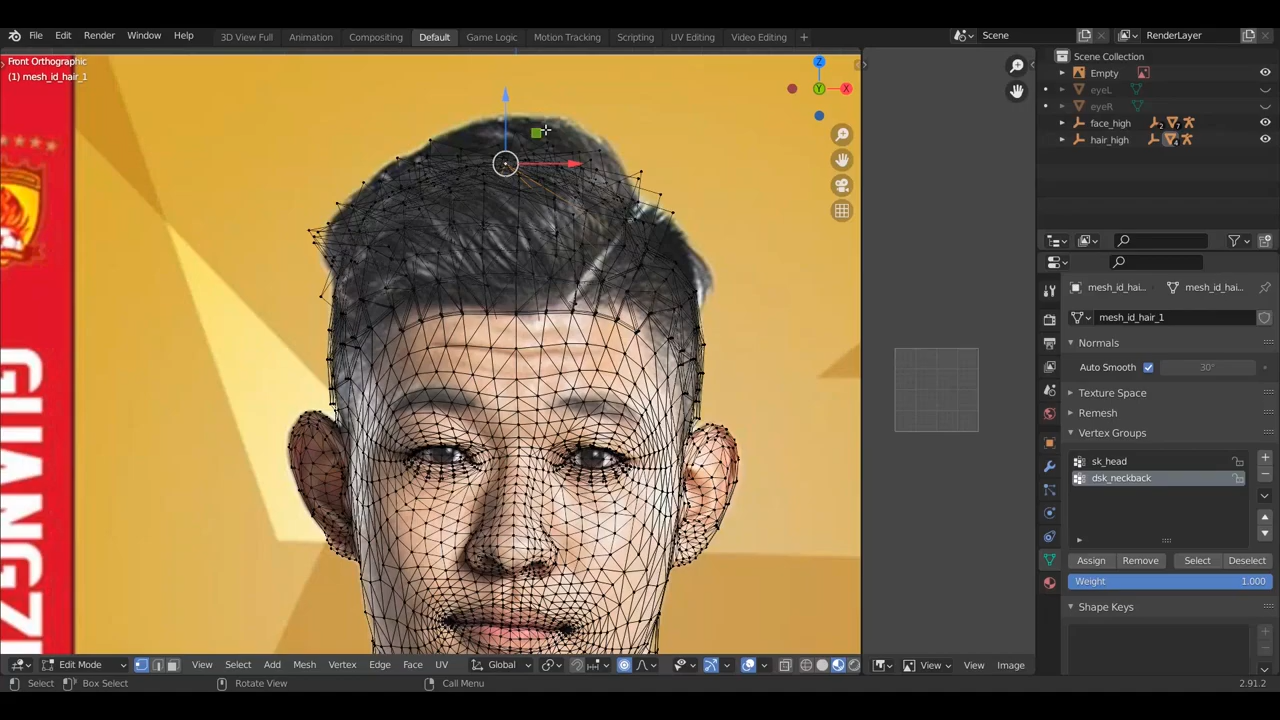 File Edit Render Window Help
3D View Full Animation Compositing Default Game Logic Motion Tracking Scripting UV Editing Video Editing +
Scene
RenderLayer
Front Orthographic
(1) mesh_id_hair_1
Z
Y
X
Scene Collection
Empty
eyeL
eyeR
face_high
hair_high
mesh_id_hai...
mesh_id_hai...
mesh_id_hair_1
Normals
Auto Smooth 30°
Texture Space
Remesh
Vertex Groups
sk_head
dsk_neckback
Assign Remove Select Deselect
Weight 1.000
Shape Keys
Edit Mode View Select Add Mesh Vertex Edge Face UV Global
View View Image
Select Box Select Rotate View Call Menu 2.91.2